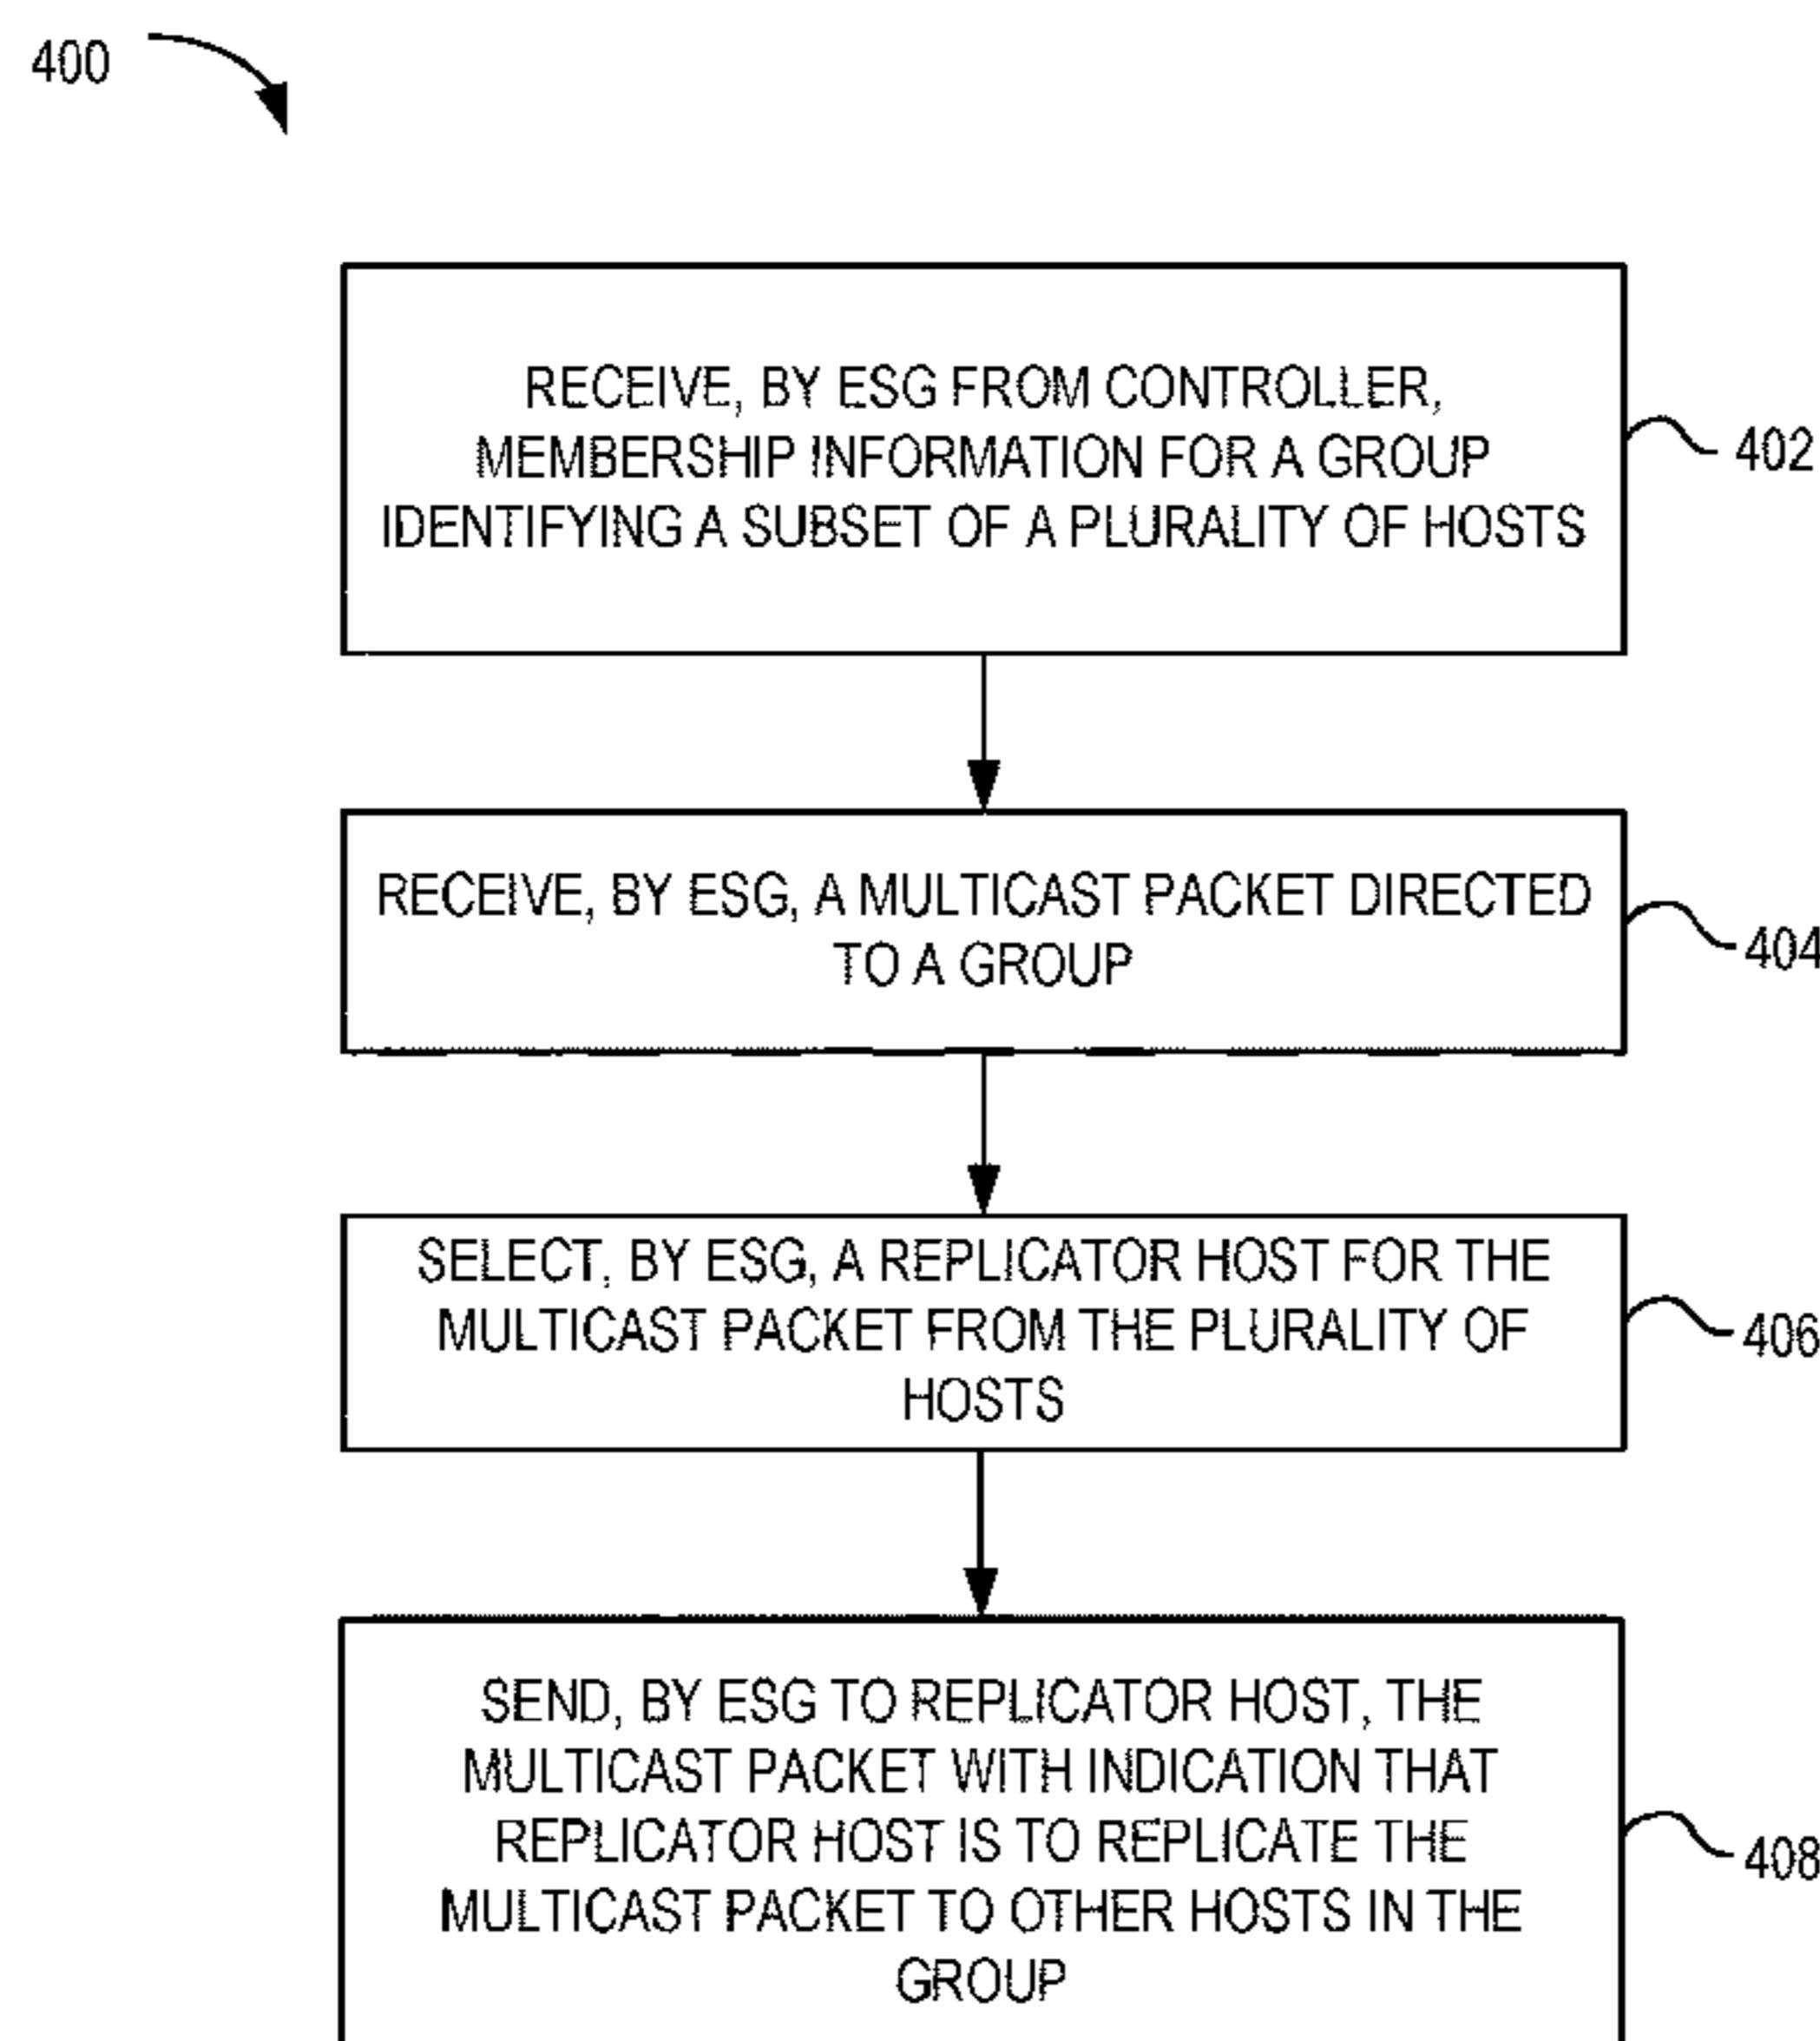 400
RECEIVE, BY ESG FROM CONTROLLER,
MEMBERSHIP INFORMATION FOR A GROUP
IDENTIFYING A SUBSET OF A PLURALITY OF HOSTS
402
RECEIVE, BY ESG, A MULTICAST PACKET DIRECTED
TO A GROUP
404
SELECT, BY ESG, A REPLICATOR HOST FOR THE
MULTICAST PACKET FROM THE PLURALITY OF
HOSTS
406
SEND, BY ESG TO REPLICATOR HOST, THE
MULTICAST PACKET WITH INDICATION THAT
REPLICATOR HOST IS TO REPLICATE THE
MULTICAST PACKET TO OTHER HOSTS IN THE
GROUP
408